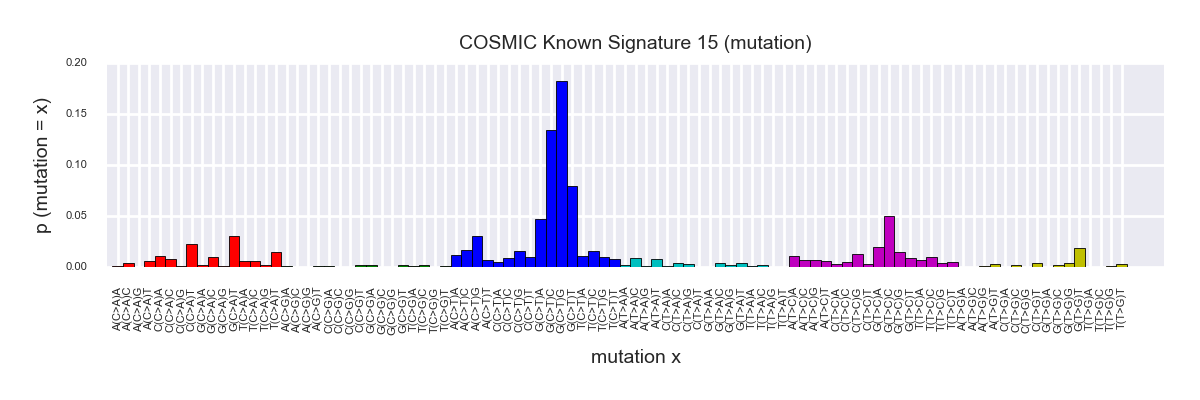 COSMIC Known Signature 15 (mutation)
p (mutation = x)
0.20
0.15
0.10
0.05
0.00
A(C>A)A
A(C>A)C
A(C>A)G
A(C>A)T
C(C>A)A
C(C>A)C
C(C>A)G
C(C>A)T
G(C>A)A
G(C>A)C
G(C>A)G
G(C>A)T
T(C>A)A
T(C>A)C
T(C>A)G
T(C>A)T
A(C>G)A
A(C>G)C
A(C>G)G
A(C>G)T
C(C>G)A
C(C>G)C
C(C>G)G
C(C>G)T
G(C>G)A
G(C>G)C
G(C>G)G
G(C>G)T
T(C>G)A
T(C>G)C
T(C>G)G
T(C>G)T
A(C>T)A
A(C>T)C
A(C>T)G
A(C>T)T
C(C>T)A
C(C>T)C
C(C>T)G
C(C>T)T
G(C>T)A
G(C>T)C
G(C>T)G
G(C>T)T
T(C>T)A
T(C>T)C
T(C>T)G
T(C>T)T
A(T>A)A
A(T>A)C
A(T>A)G
A(T>A)T
C(T>A)A
C(T>A)C
C(T>A)G
C(T>A)T
G(T>A)A
G(T>A)C
G(T>A)G
G(T>A)T
T(T>A)A
T(T>A)C
T(T>A)G
T(T>A)T
A(T>C)A
A(T>C)C
A(T>C)G
A(T>C)T
C(T>C)A
C(T>C)C
C(T>C)G
C(T>C)T
G(T>C)A
G(T>C)C
G(T>C)G
G(T>C)T
T(T>C)A
T(T>C)C
T(T>C)G
T(T>C)T
A(T>G)A
A(T>G)C
A(T>G)G
A(T>G)T
C(T>G)A
C(T>G)C
C(T>G)G
C(T>G)T
G(T>G)A
G(T>G)C
G(T>G)G
G(T>G)T
T(T>G)A
T(T>G)C
T(T>G)G
T(T>G)T
mutation x